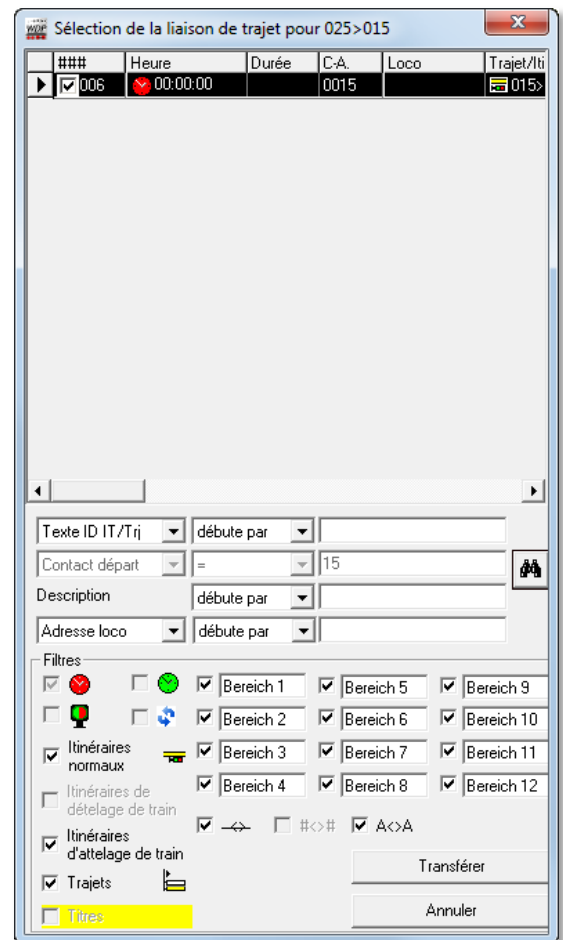 WDP Sélection de la liaison de trajet pour 025>015
### Heure Durée C-A. Loco Trajet/Iti
006 00:00:00 0015 015>
Texte ID IT/Trj débute par
Contact départ = 15
Description débute par
Adresse loco débute par
Filtres
Bereich 1 Bereich 5 Bereich 9
Bereich 2 Bereich 6 Bereich 10
Itinéraires normaux Bereich 3 Bereich 7 Bereich 11
Itinéraires de dételage de train Bereich 4 Bereich 8 Bereich 12
#<># A<>A
Itinéraires d'attelage de train
Transférer
Trajets
Titres
Annuler